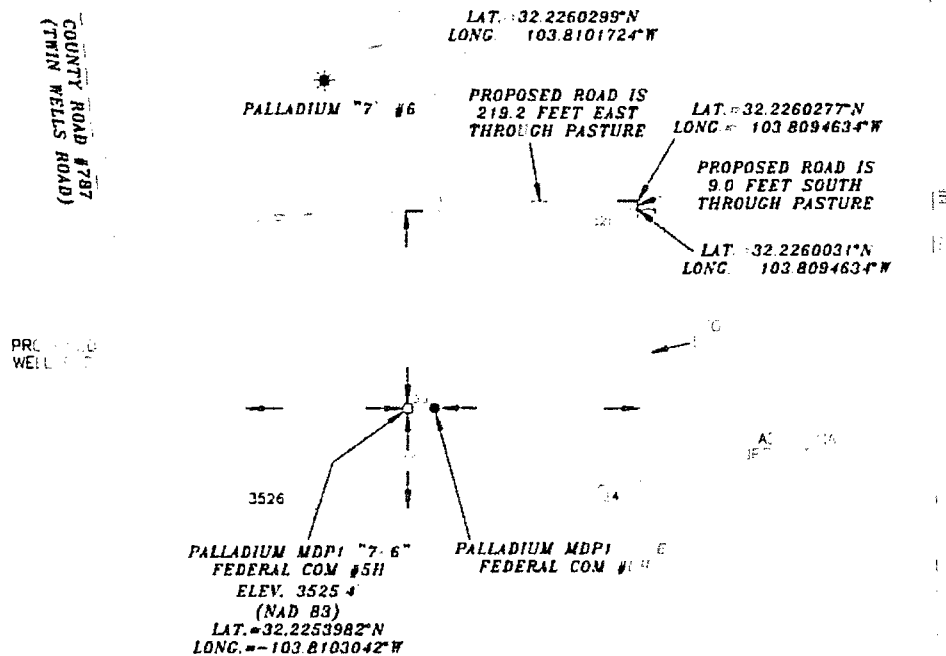 LAT. 32.2260299°N
LONG. 103.8101724°W
COUNTY ROAD #787
(TWIN WELLS ROAD)
PALLADIUM "7" #6
PROPOSED ROAD IS
219.2 FEET EAST
THROUGH PASTURE
LAT.=32.2260277°N
LONG.= 103.8094634°W
PROPOSED ROAD IS
9.0 FEET SOUTH
THROUGH PASTURE
LAT. 32.2260031°N
LONG. 103.8094634°W
3526
PALLADIUM MDP1 "7-6"
FEDERAL COM #5H
ELEV. 3525.4'
(NAD 83)
LAT.=32.2253982°N
LONG.=-103.8103042°W
PALLADIUM MDP1
FEDERAL COM